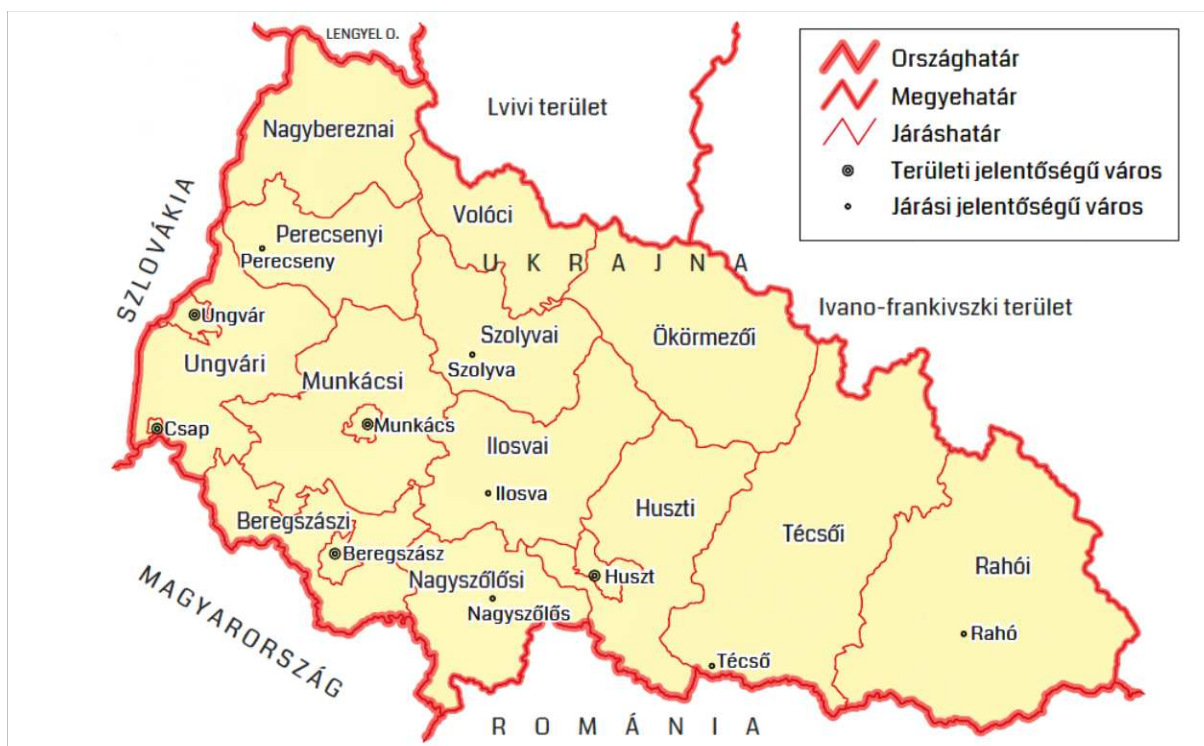 LENGYEL O.
Országhatár
Megyehatár
Járáshatár
Területi jelentőségű város
Járási jelentőségű város
Lvivi terület
Nagybereznai
SZLOVÁKIA
Volóci
Perecsenyi
Perecseny
UKRAJNA
Ivano-frankivszki terület
Ungvár
Szolyvai
Ökörmezői
Ungvári
Szolyva
Munkácsi
Csap
Munkács
Ilosvai
Ilosva
Huszti
Beregszászi
Técsői
Beregszász
Rahói
Nagyszőlősi
Huszt
MAGYARORSZÁG
Nagyszőlős
Rahó
Técső
ROMÁNIA